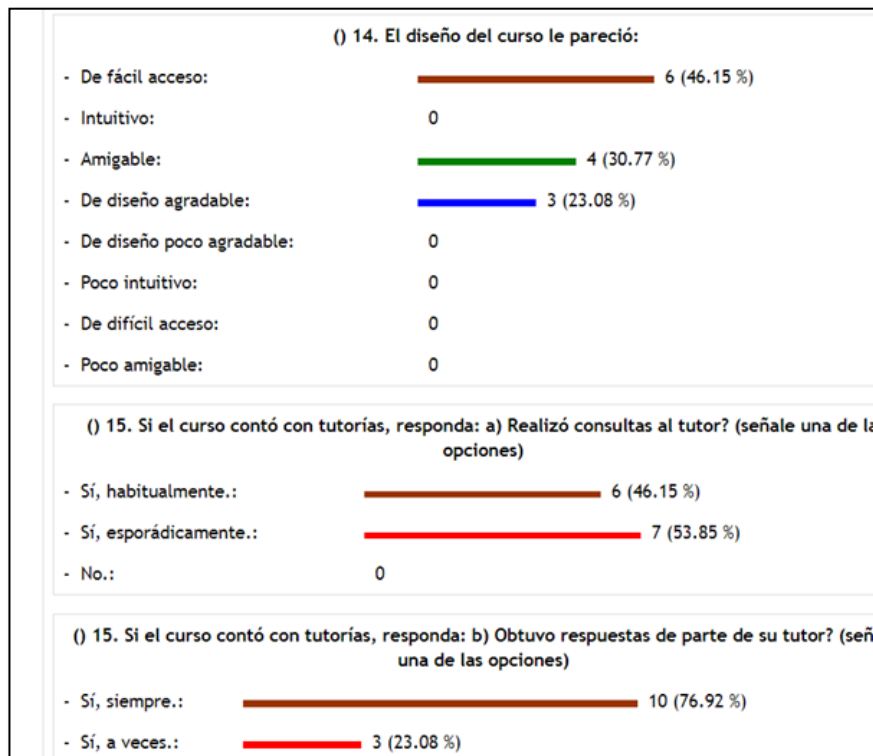 () 14. El diseño del curso le pareció:
- De fácil acceso: 6 (46.15 %)
- Intuitivo: 0
- Amigable: 4 (30.77 %)
- De diseño agradable: 3 (23.08 %)
- De diseño poco agradable: 0
- Poco intuitivo: 0
- De difícil acceso: 0
- Poco amigable: 0
() 15. Si el curso contó con tutorías, responda: a) Realizó consultas al tutor? (señale una de la
opciones)
- Sí, habitualmente.: 6 (46.15 %)
- Sí, esporádicamente.: 7 (53.85 %)
- No.: 0
() 15. Si el curso contó con tutorías, responda: b) Obtuvo respuestas de parte de su tutor? (señ
una de las opciones)
- Sí, siempre.: 10 (76.92 %)
- Sí, a veces.: 3 (23.08 %)